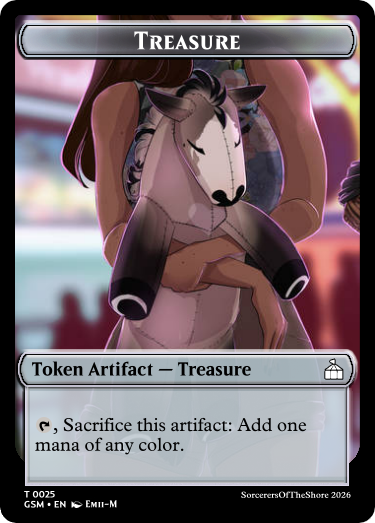 TREASURE
Token Artifact — Treasure
, Sacrifice this artifact: Add one
mana of any color.
T 0025
GSM • EN EMII-M
SorcerersOfTheShore 2026